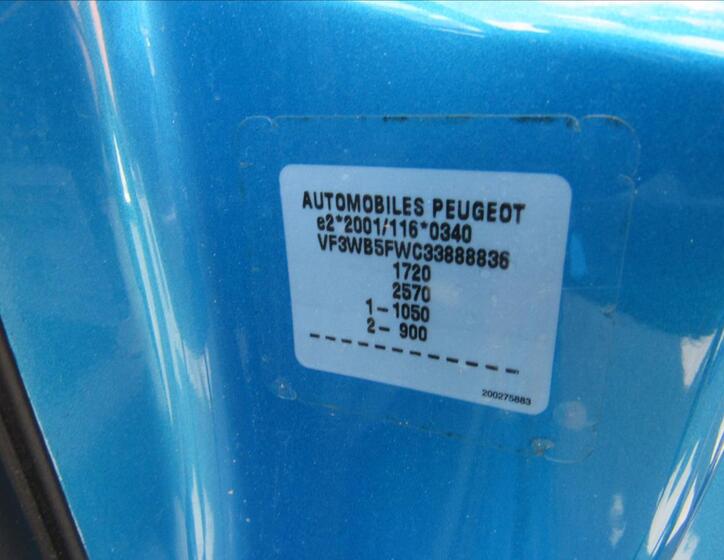 AUTOMOBILES PEUGEOT
e2*2001/116*0340
VF3WB5FWC33888836
1720
2570
1- 1050
2- 900
200275883